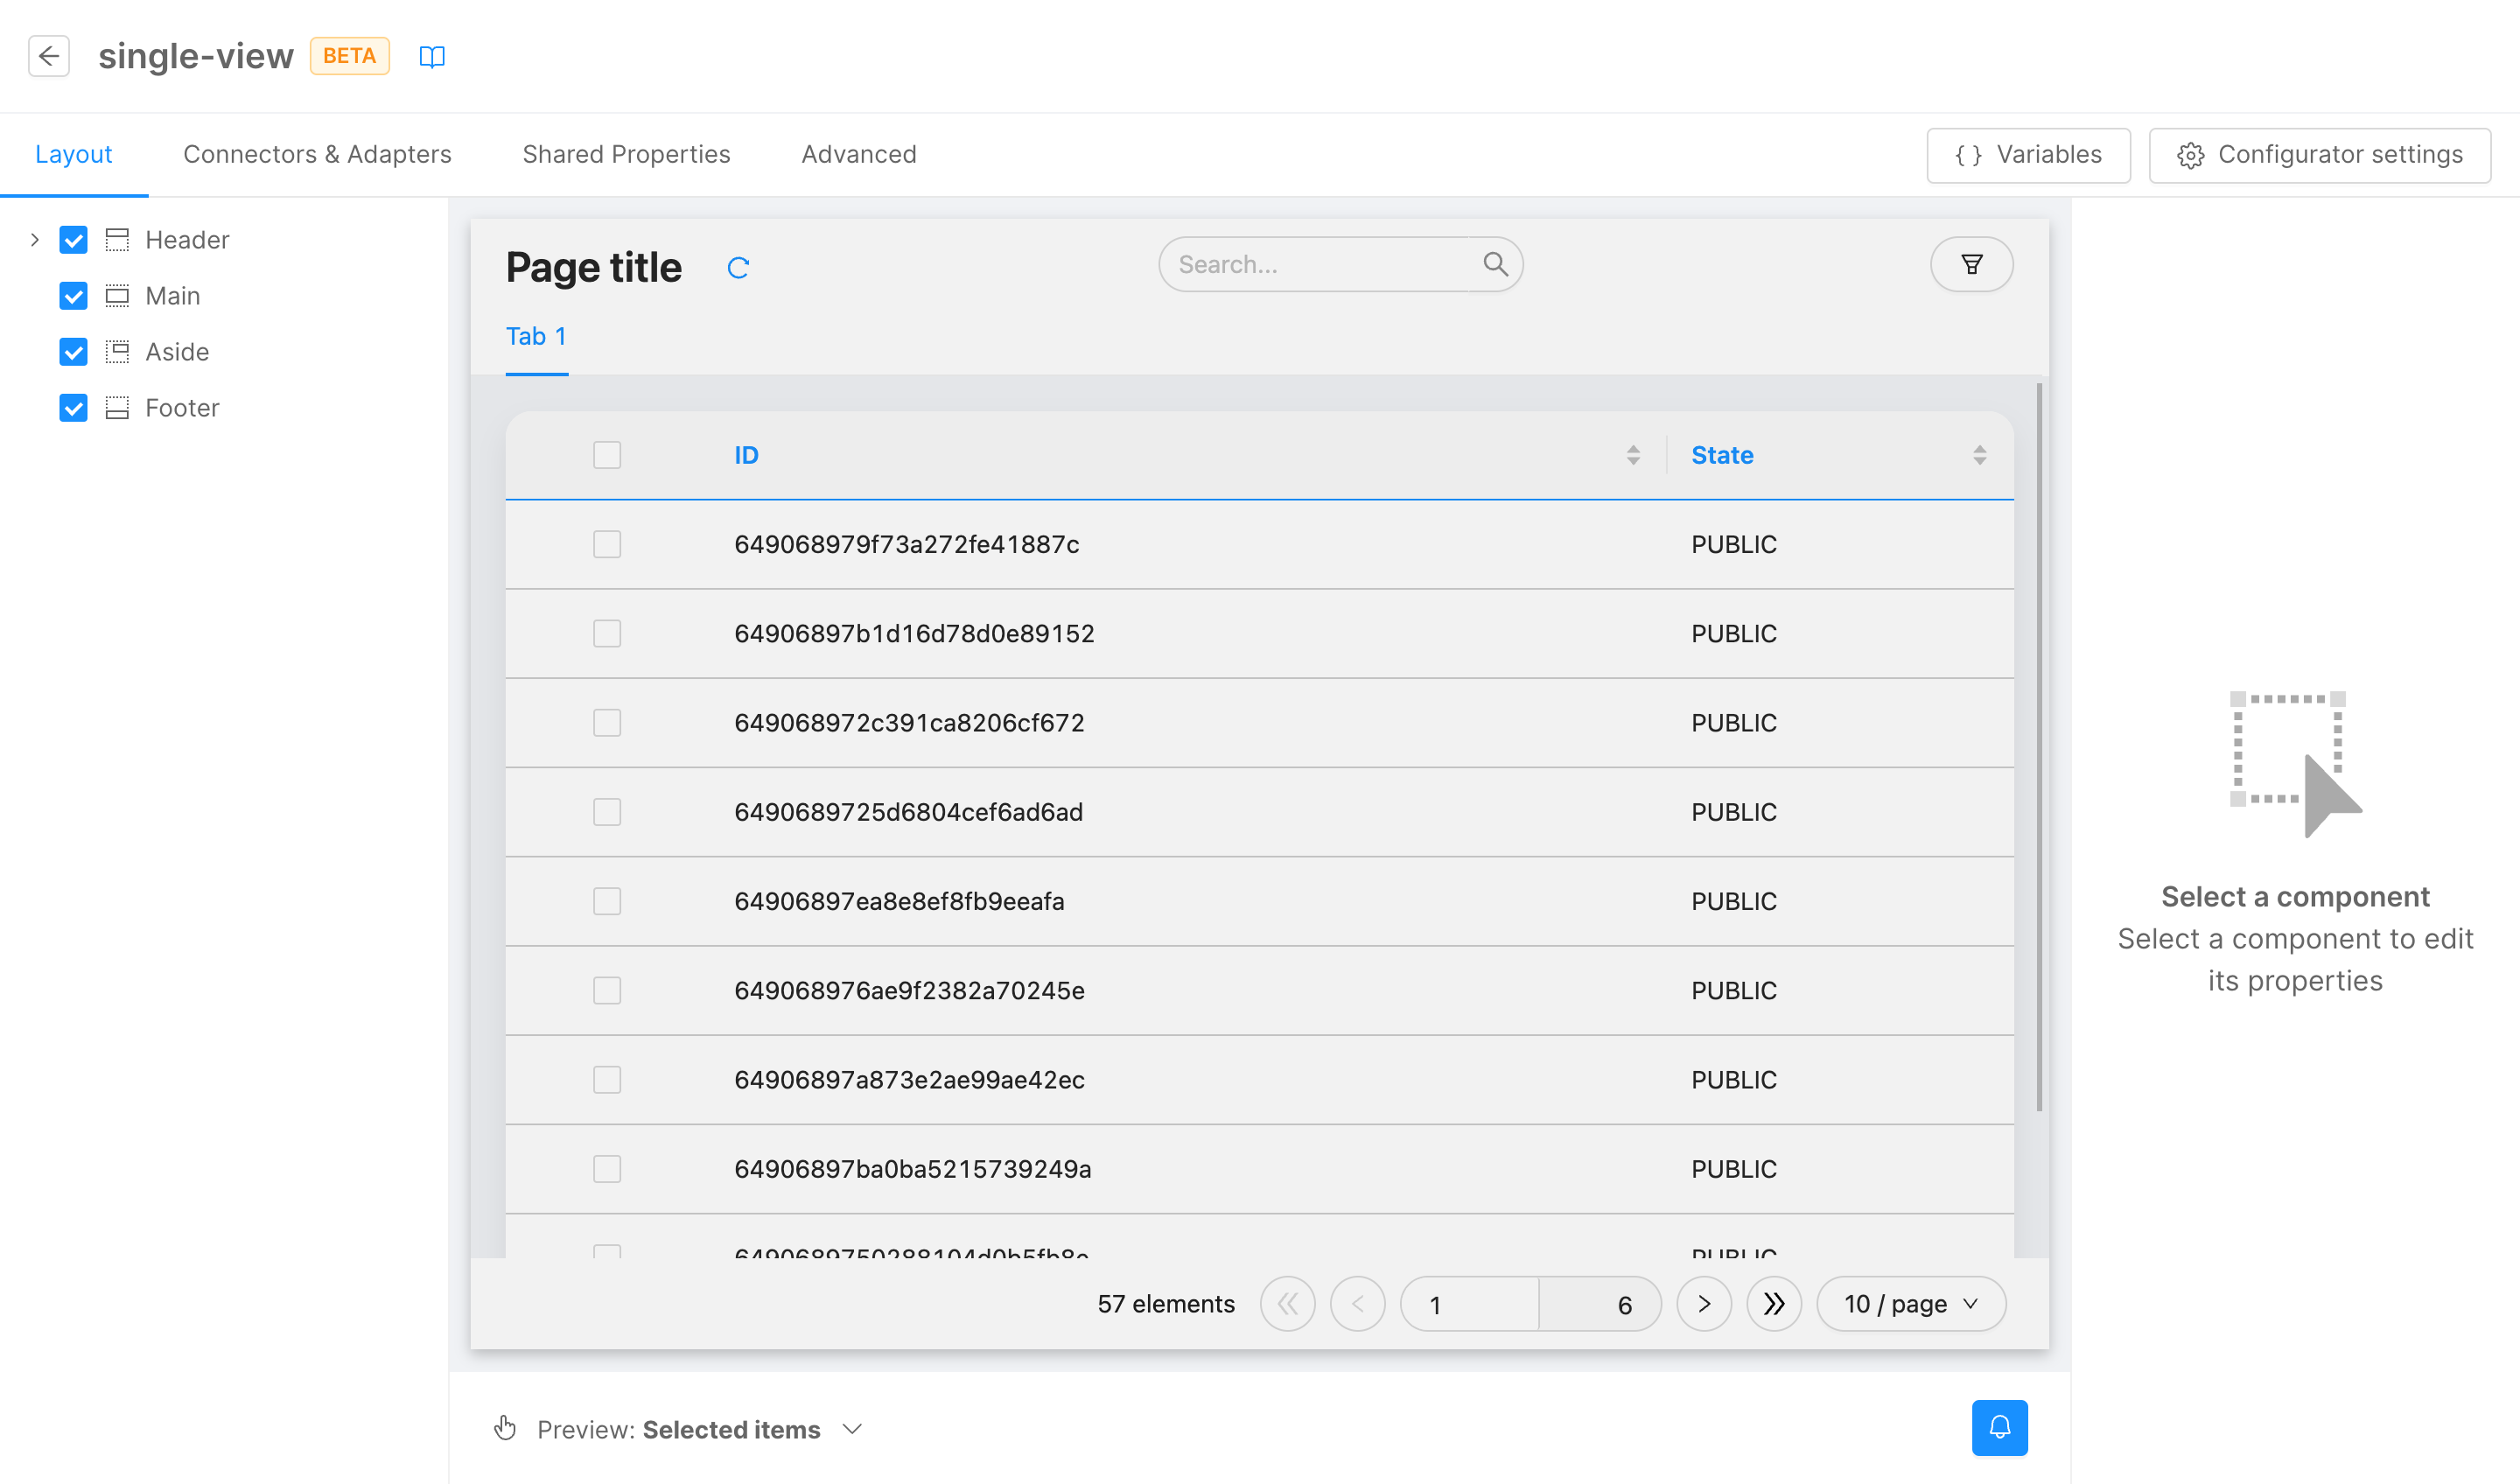 single-view BETA
Layout Connectors & Adapters Shared Properties Advanced { } Variables Configurator settings
Header
Main
Aside
Footer
Page title Search...
Tab 1
ID State
649068979f73a272fe41887c PUBLIC
64906897b1d16d78d0e89152 PUBLIC
649068972c391ca8206cf672 PUBLIC
6490689725d6804cef6ad6ad PUBLIC
64906897ea8e8ef8fb9eeafa PUBLIC
649068976ae9f2382a70245e PUBLIC
64906897a873e2ae99ae42ec PUBLIC
64906897ba0ba5215739249a PUBLIC
PUBLIC
57 elements 1 6 10 / page
Preview: Selected items
Select a component
Select a component to edit
its properties